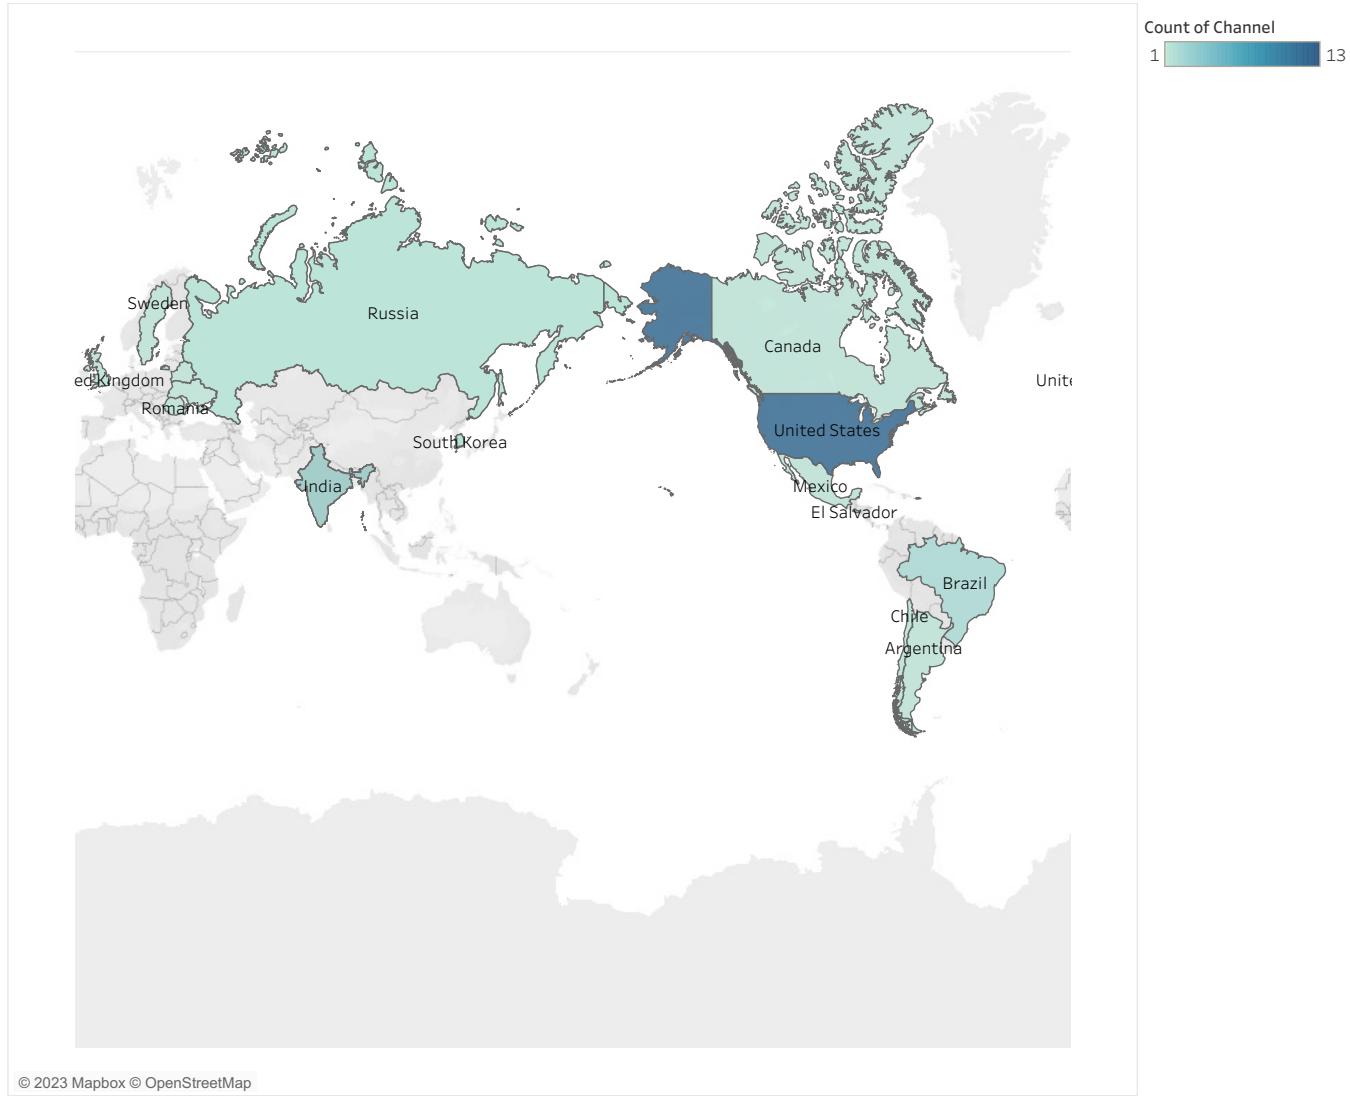 Count of Channel
1 13
Sweden
Russia
Canada
ed Kingdom
Unite
Romania
United States
South Korea
India
Mexico
El Salvador
Brazil
Chile
Argentina
© 2023 Mapbox © OpenStreetMap